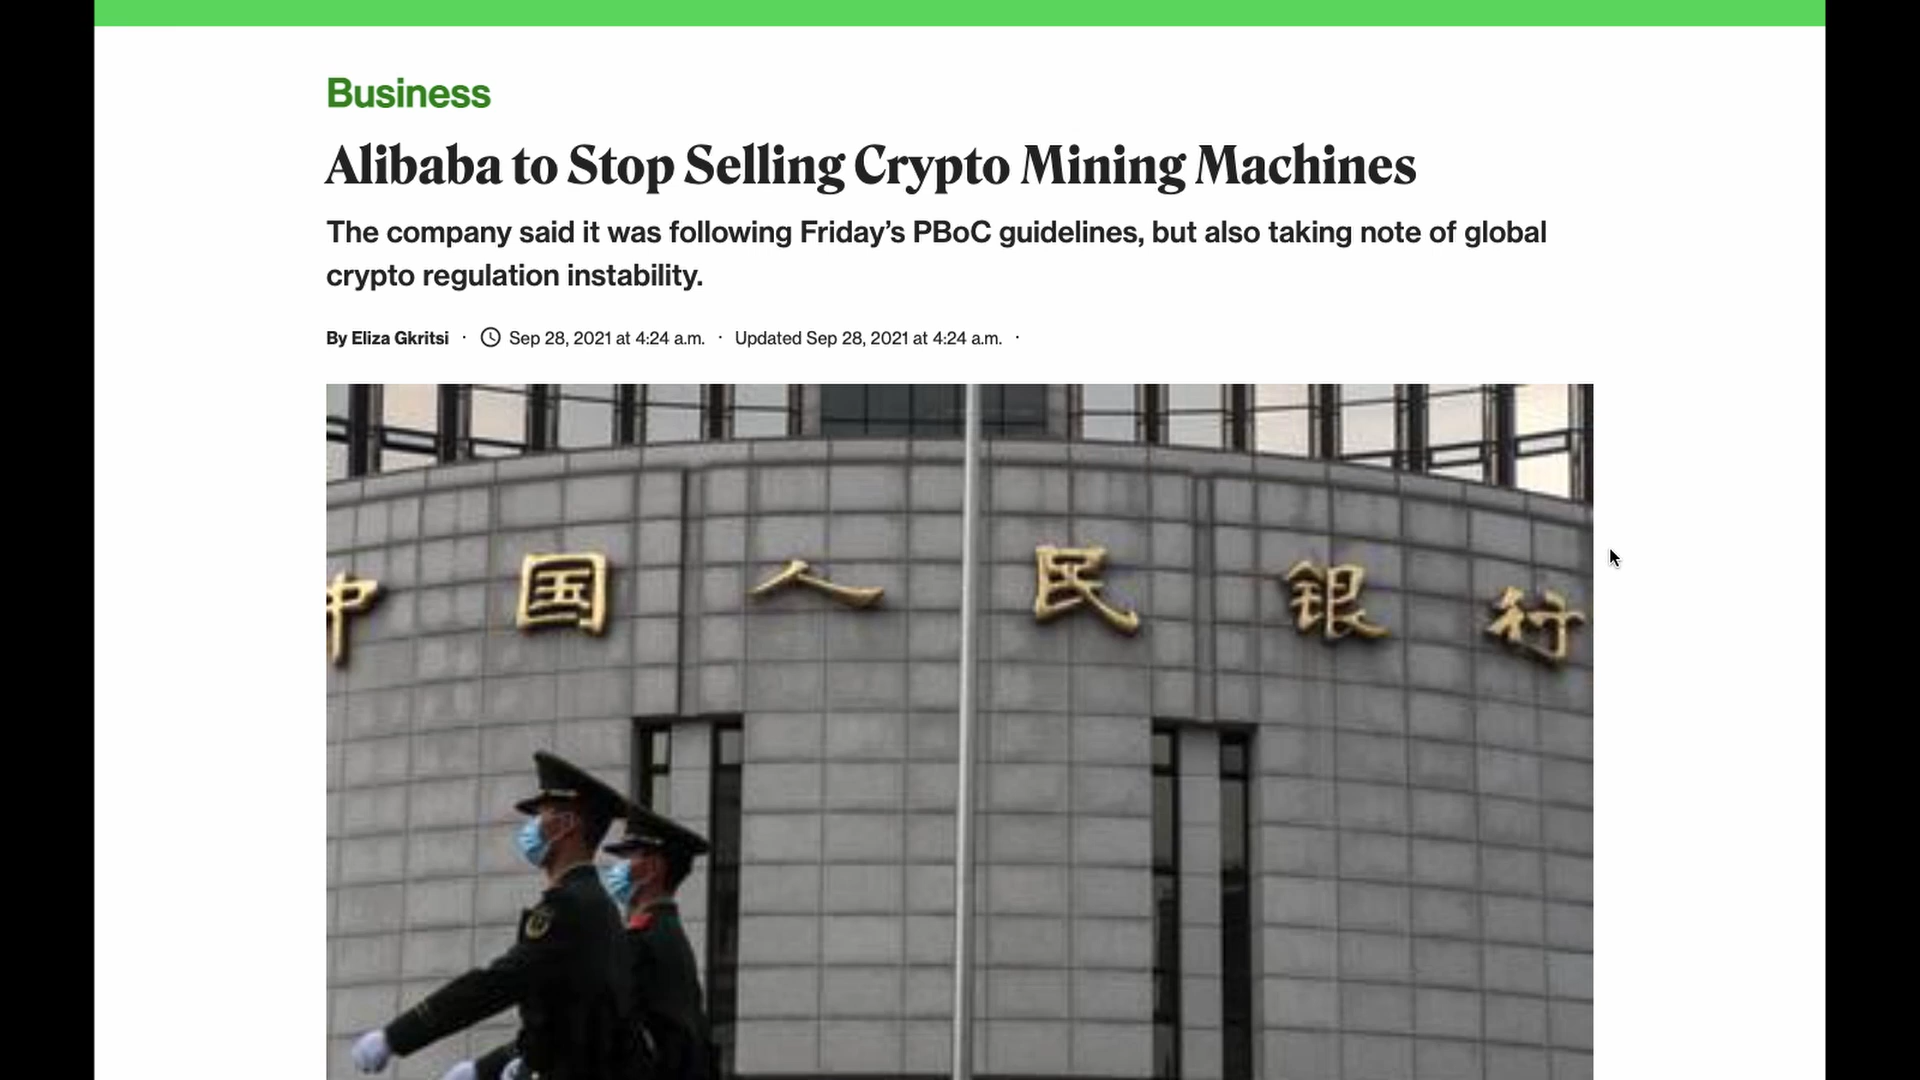 Business
Alibaba to Stop Selling Crypto Mining Machines
The company said it was following Friday’s PBoC guidelines, but also taking note of global
crypto regulation instability.
By Eliza Gkritsi · Sep 28, 2021 at 4:24 a.m. · Updated Sep 28, 2021 at 4:24 a.m. ·
中国人民银行